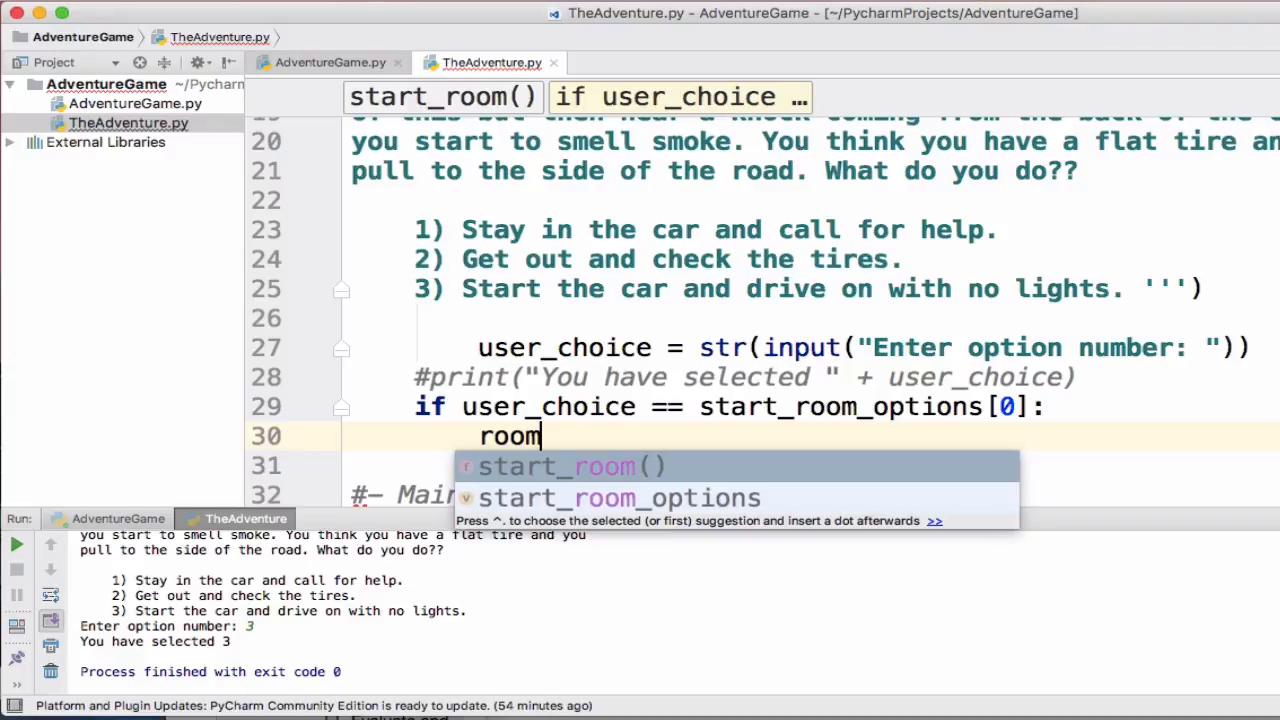 TheAdventure.py - AdventureGame - [~/PycharmProjects/AdventureGame]
AdventureGame TheAdventure.py
Project AdventureGame.py TheAdventure.py
AdventureGame ~/Pycharm
AdventureGame.py
TheAdventure.py
External Libraries
start_room() if user_choice ...
20 you start to smell smoke. You think you have a flat tire an
21 pull to the side of the road. What do you do??
22
23 1) Stay in the car and call for help.
24 2) Get out and check the tires.
25 3) Start the car and drive on with no lights. ''')
26
27 user_choice = str(input("Enter option number: "))
28 #print("You have selected " + user_choice)
29 if user_choice == start_room_options[0]:
30 room
31 f start_room()
v start_room_options
32 #- Main
Press ^. to choose the selected (or first) suggestion and insert a dot afterwards >>
Run: AdventureGame TheAdventure
you start to smell smoke. You think you have a flat tire and you
pull to the side of the road. What do you do??
1) Stay in the car and call for help.
2) Get out and check the tires.
3) Start the car and drive on with no lights.
Enter option number: 3
You have selected 3
Process finished with exit code 0
Platform and Plugin Updates: PyCharm Community Edition is ready to update. (54 minutes ago)